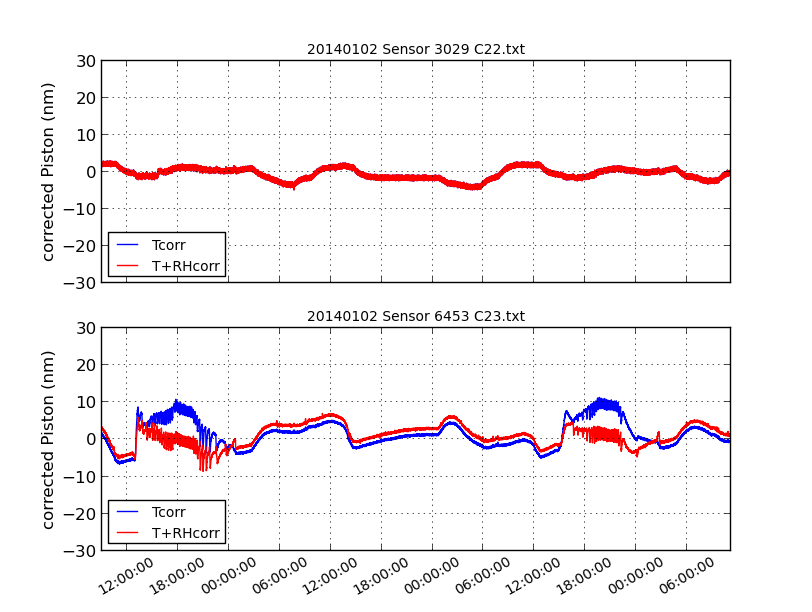 20140102 Sensor 3029 C22.txt
corrected Piston (nm)
30
20
10
0
−10
−20
−30
Tcorr
T+RHcorr
20140102 Sensor 6453 C23.txt
corrected Piston (nm)
30
20
10
0
−10
−20
−30
Tcorr
T+RHcorr
12:00:00 18:00:00 00:00:00 06:00:00 12:00:00 18:00:00 00:00:00 06:00:00 12:00:00 18:00:00 00:00:00 06:00:00